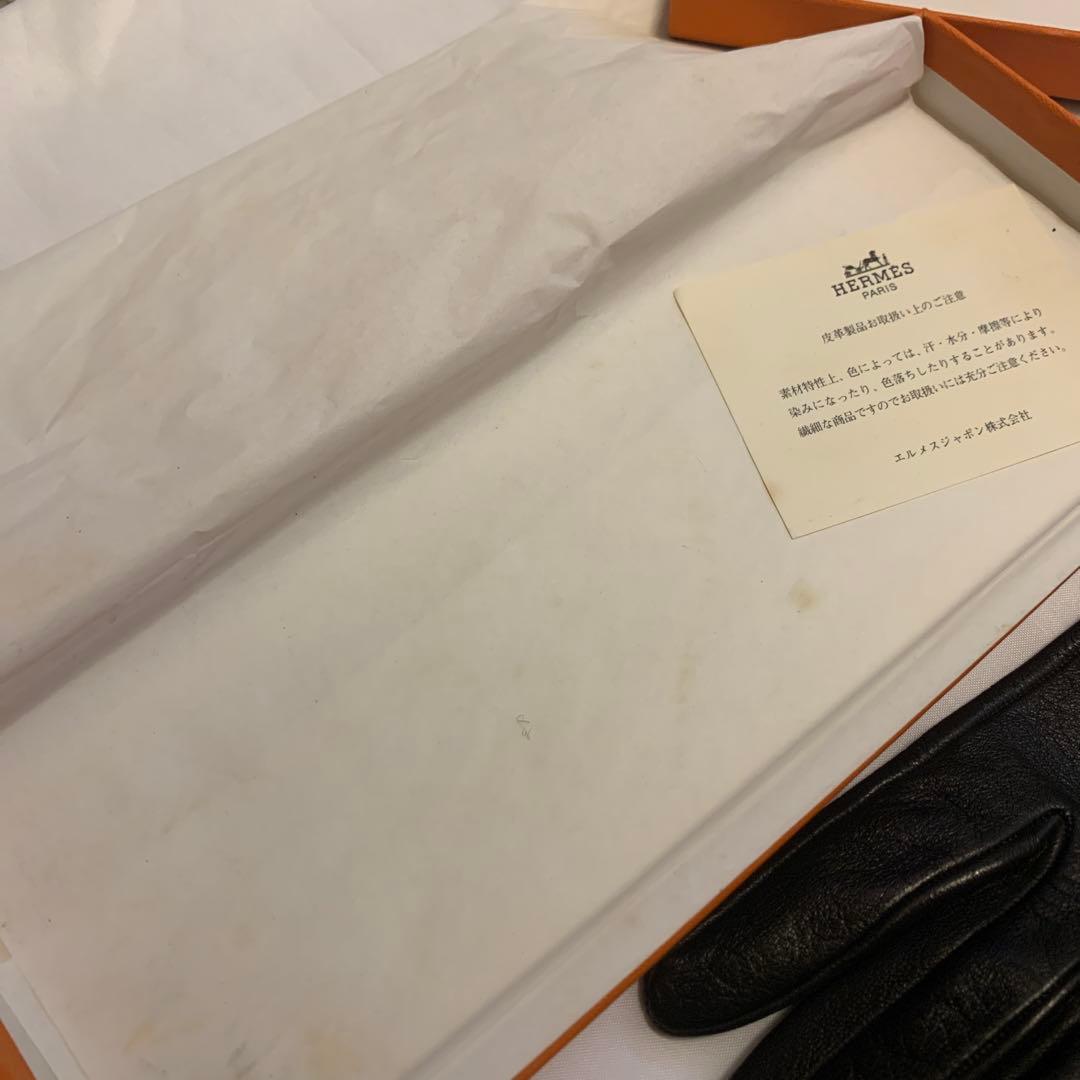 HERMÈS
PARIS
皮革製品お取扱い上のご注意
素材特性上、色によっては、汗・水分・摩擦等により
染みになったり、色落ちしたりすることがあります。
繊細な商品ですのでお取扱いには充分ご注意ください。
エルメスジャポン株式会社